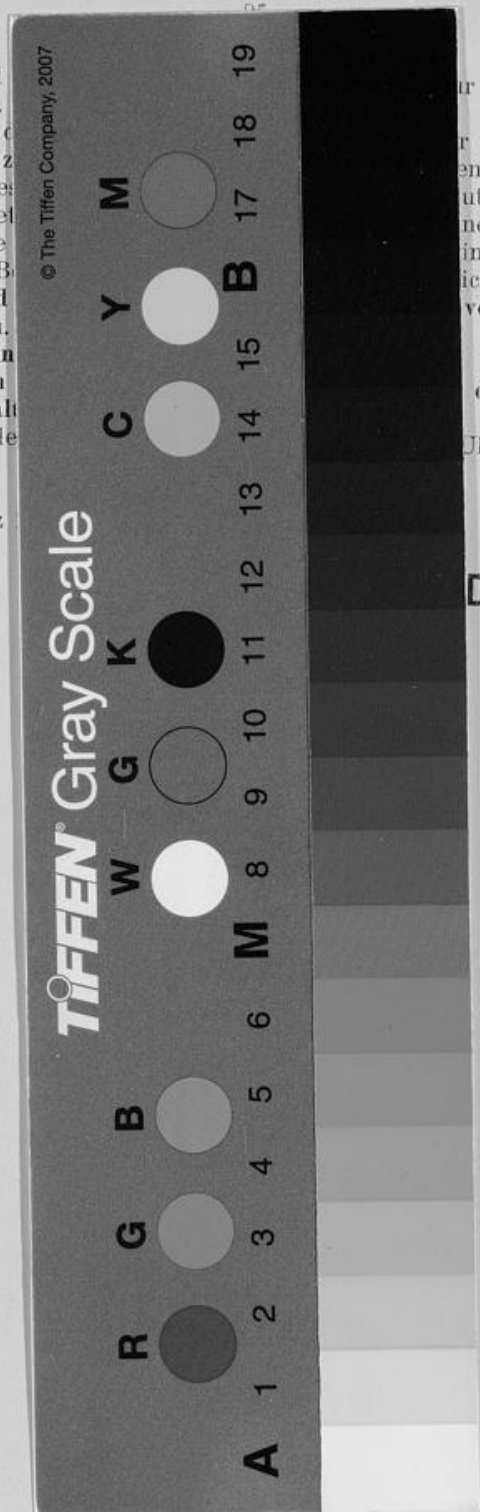 TIFFEN® Gray Scale
© The Tiffen Company, 2007
R G B W G K C Y M
A 1 2 3 4 5 6 M 8 9 10 11 12 13 14 15 B 17 18 19